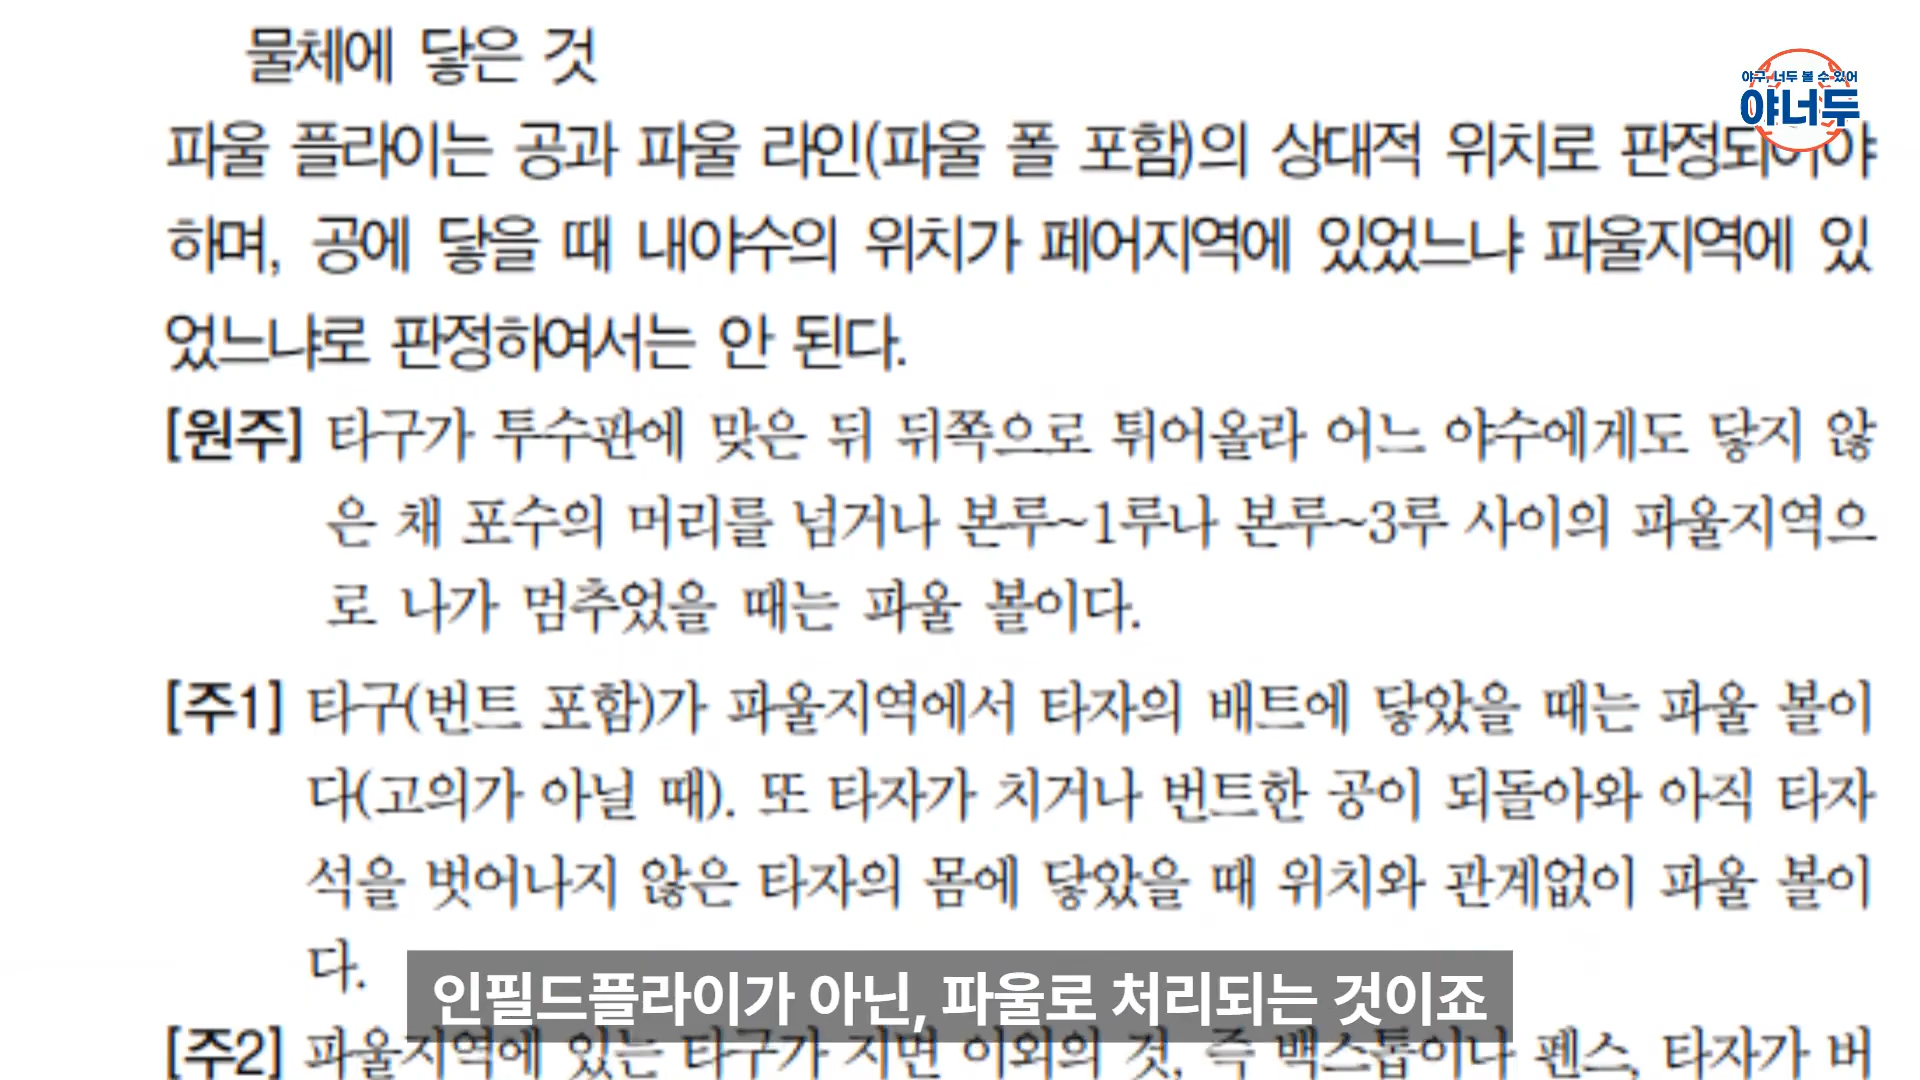 물체에 닿은 것
야구, 너두 볼 수 있어
야너두
파울 플라이는 공과 파울 라인(파울 폴 포함)의 상대적 위치로 판정되어야
하며, 공에 닿을 때 내야수의 위치가 페어지역에 있었느냐 파울지역에 있
었느냐로 판정하여서는 안 된다.
[원주] 타구가 투수판에 맞은 뒤 뒤쪽으로 튀어올라 어느 야수에게도 닿지 않
은 채 포수의 머리를 넘거나 본루~1루나 본루~3루 사이의 파울지역으
로 나가 멈추었을 때는 파울 볼이다.
[주1] 타구(번트 포함)가 파울지역에서 타자의 배트에 닿았을 때는 파울 볼이
다(고의가 아닐 때). 또 타자가 치거나 번트한 공이 되돌아와 아직 타자
석을 벗어나지 않은 타자의 몸에 닿았을 때 위치와 관계없이 파울 볼이
다.
인필드플라이가 아닌, 파울로 처리되는 것이죠
[주2] 파울지역에 있는 타구가 지면 이외의 것, 즉 백스톱이나 펜스, 타자가 버